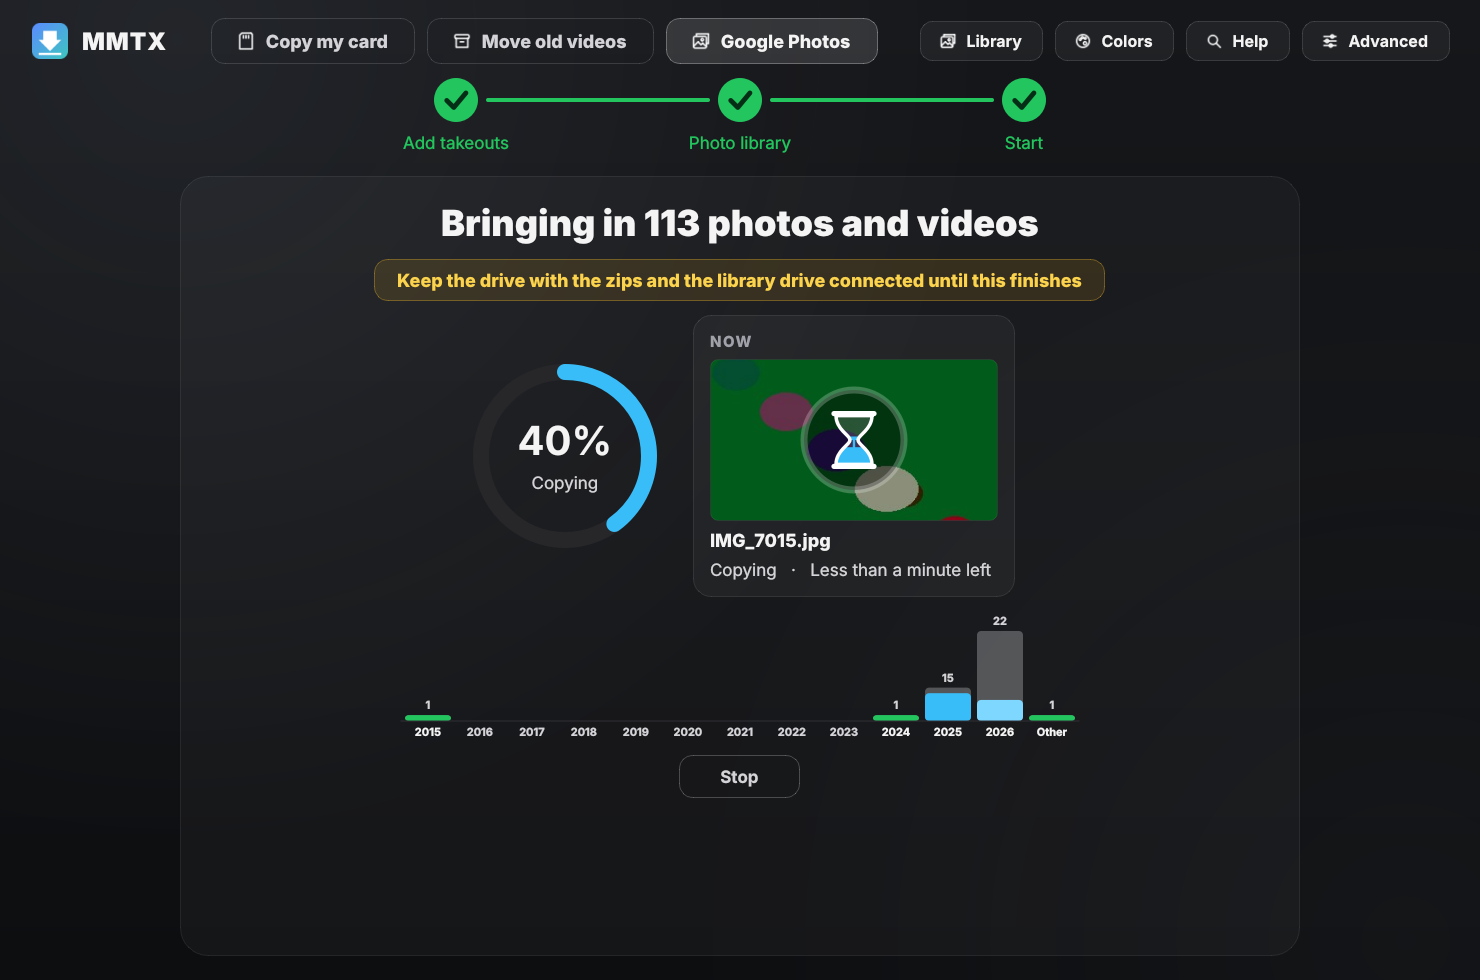 MMTX
Copy my card
Move old videos
Google Photos
Library
Colors
Help
Advanced
Add takeouts
Photo library
Start
Bringing in 113 photos and videos
Keep the drive with the zips and the library drive connected until this finishes
40%
Copying
NOW
IMG_7015.jpg
Copying · Less than a minute left
1
1
15
22
1
2015
2016
2017
2018
2019
2020
2021
2022
2023
2024
2025
2026
Other
Stop